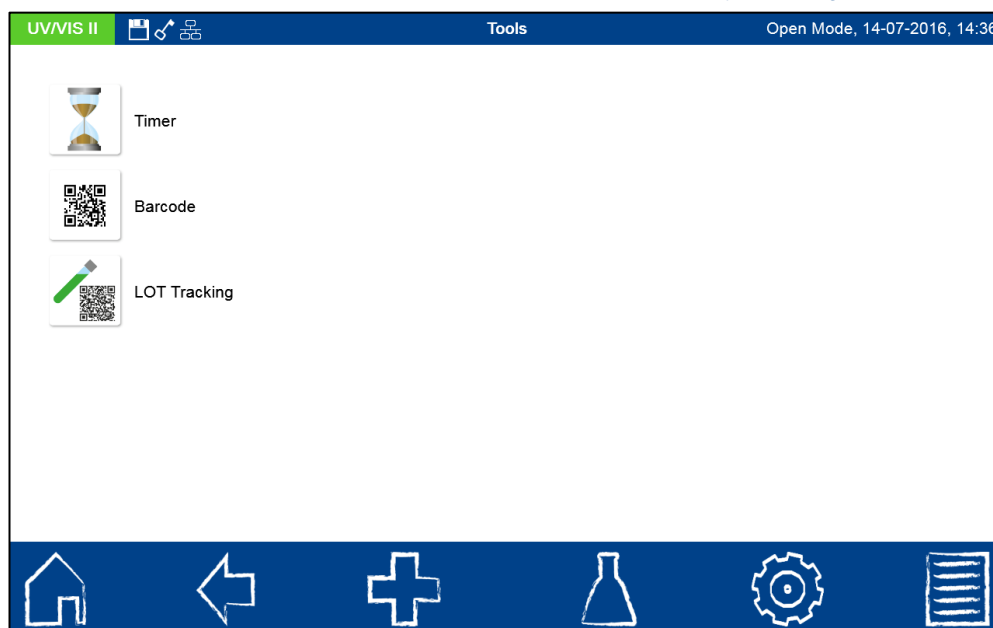 UV/VIS II Tools Open Mode, 14-07-2016, 14:36
Timer
Barcode
LOT Tracking